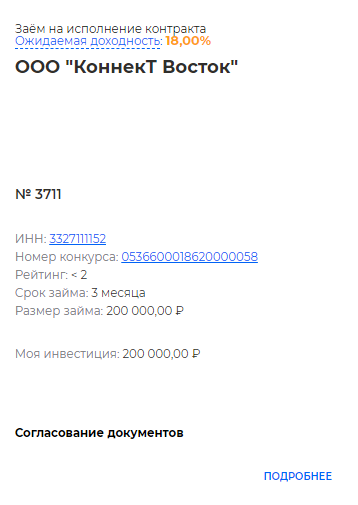 Заём на исполнение контракта
Ожидаемая доходность: 18,00%
ООО "КоннекТ Восток"
№ 3711
ИНН: 3327111152
Номер конкурса: 0536600018620000058
Рейтинг: < 2
Срок займа: 3 месяца
Размер займа: 200 000,00 ₽
Моя инвестиция: 200 000,00 ₽
Согласование документов
ПОДРОБНЕЕ